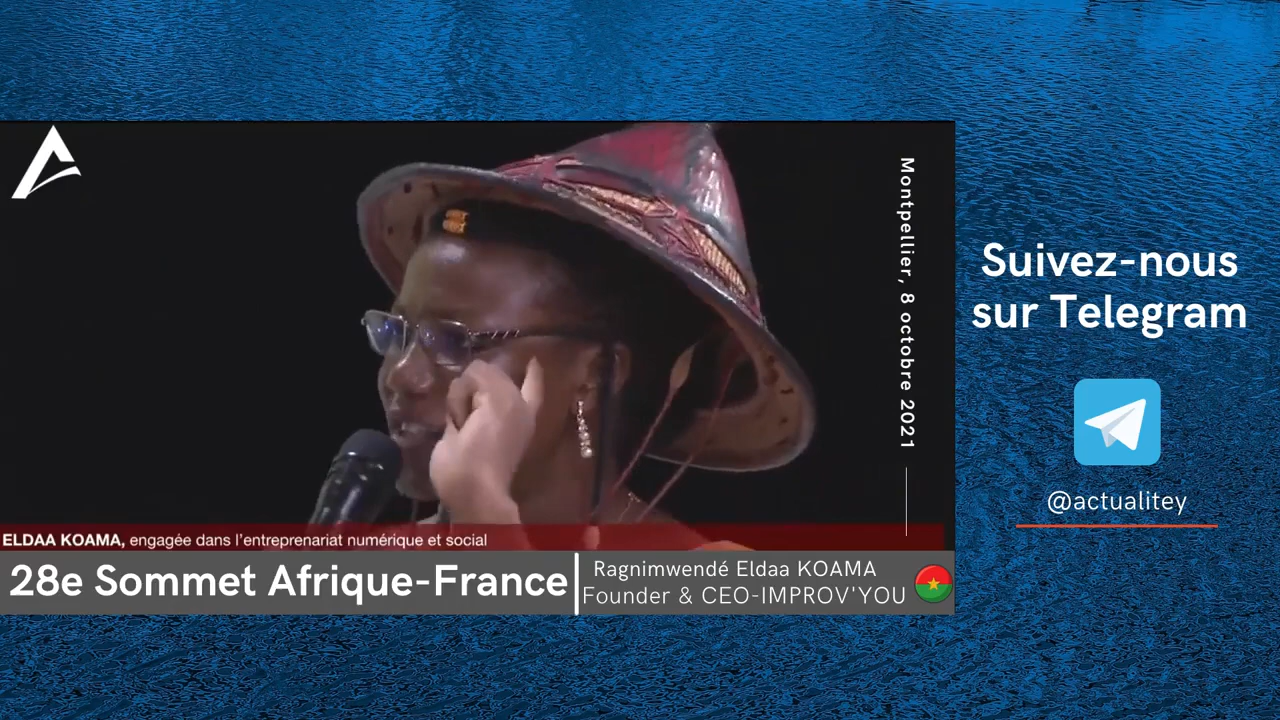 Montpellier, 8 octobre 2021
ELDAA KOAMA, engagée dans l'entreprenariat numérique et social
28e Sommet Afrique-France
Ragnimwendé Eldaa KOAMA
Founder & CEO-IMPROV'YOU
Suivez-nous
sur Telegram
@actualitey